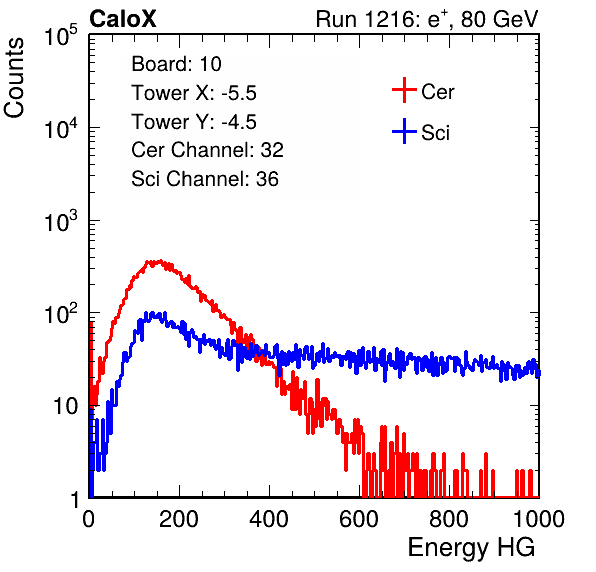 CaloX Run 1216: e⁺, 80 GeV
Counts
Board: 10
Tower X: -5.5
Tower Y: -4.5
Cer Channel: 32
Sci Channel: 36
Cer
Sci
10⁵
10⁴
10³
10²
10
1
0 200 400 600 800 1000
Energy HG